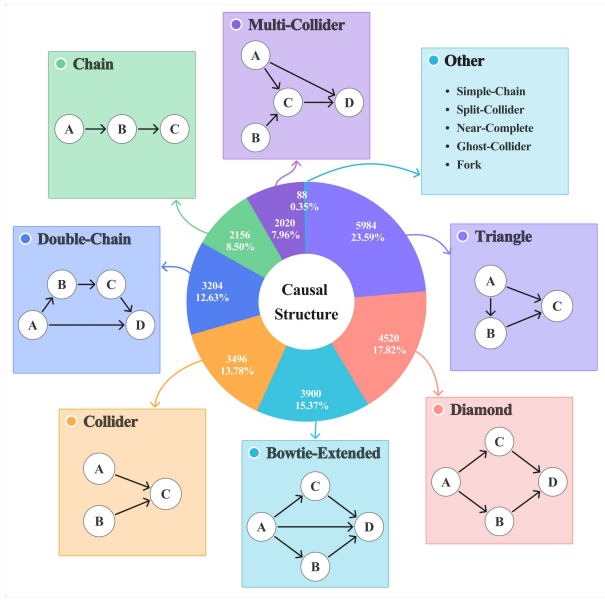 Multi-Collider
A
C
D
B
Chain
A
B
C
Other
• Simple-Chain
• Split-Collider
• Near-Complete
• Ghost-Collider
• Fork
Double-Chain
B
C
A
D
Triangle
A
C
B
88
0.35%
5984
23.59%
2020
7.96%
2156
8.50%
3204
12.63%
Causal
Structure
4520
17.82%
3496
13.78%
3900
15.37%
Collider
A
C
B
Bowtie-Extended
C
A
D
B
Diamond
C
A
D
B